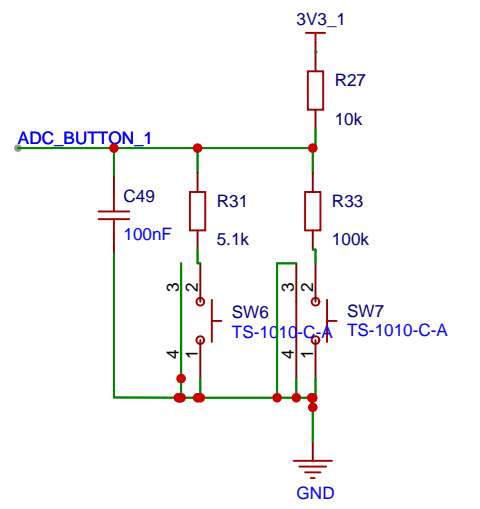 3V3_1
R27
10k
ADC_BUTTON_1
C49
100nF
R31
5.1k
R33
100k
3
2
SW6
TS-1010-C-A
4
1
3
2
SW7
TS-1010-C-A
4
1
GND